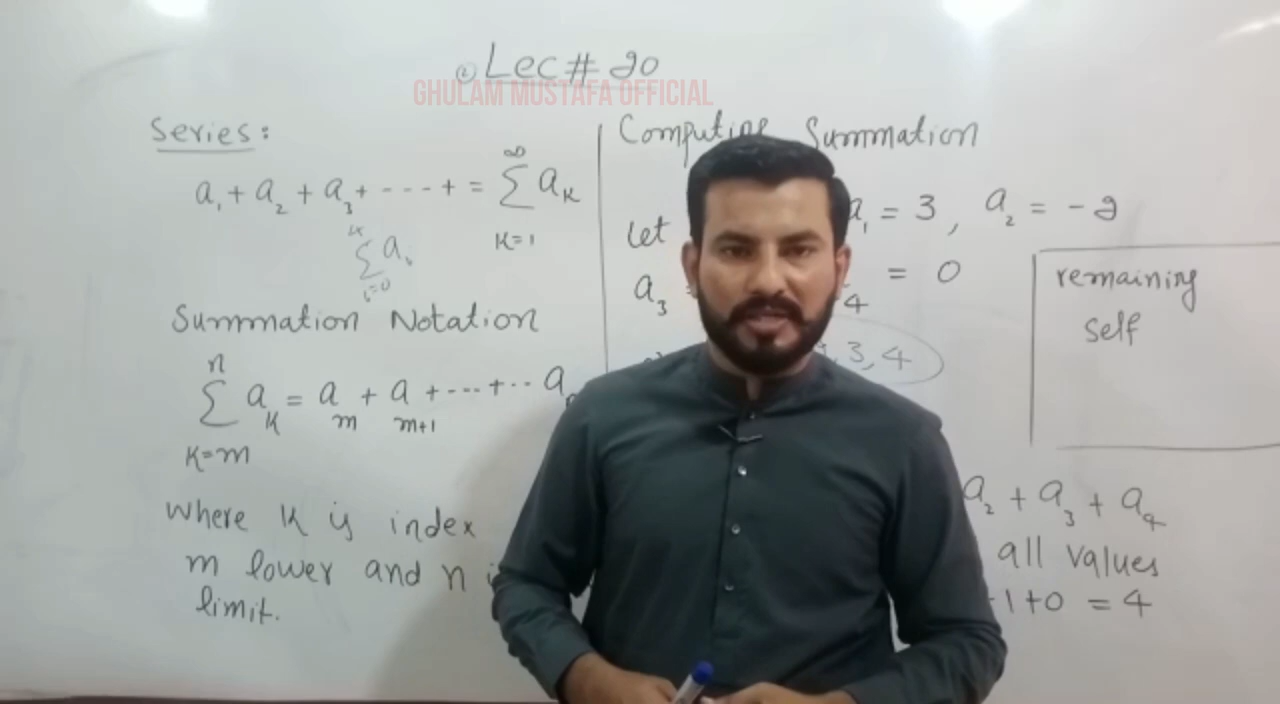 Lec # 20
GHULAM MUSTAFA OFFICIAL
Series:
a₁ + a₂ + a₃ + - - - + = ∑ aₖ
∞
K=1
K
∑ aᵢ
i=0
Summation Notation
n
∑ aₖ = aₘ + aₘ₊₁ + - - - + - - a
K=m
Where K is index
m lower and n
limit.
Computing Summation
Let a₁ = 3 , a₂ = -2
a₃ ₄ = 0
, 3, 4
remaining
self
a₂ + a₃ + a₄
all values
-1+0 = 4